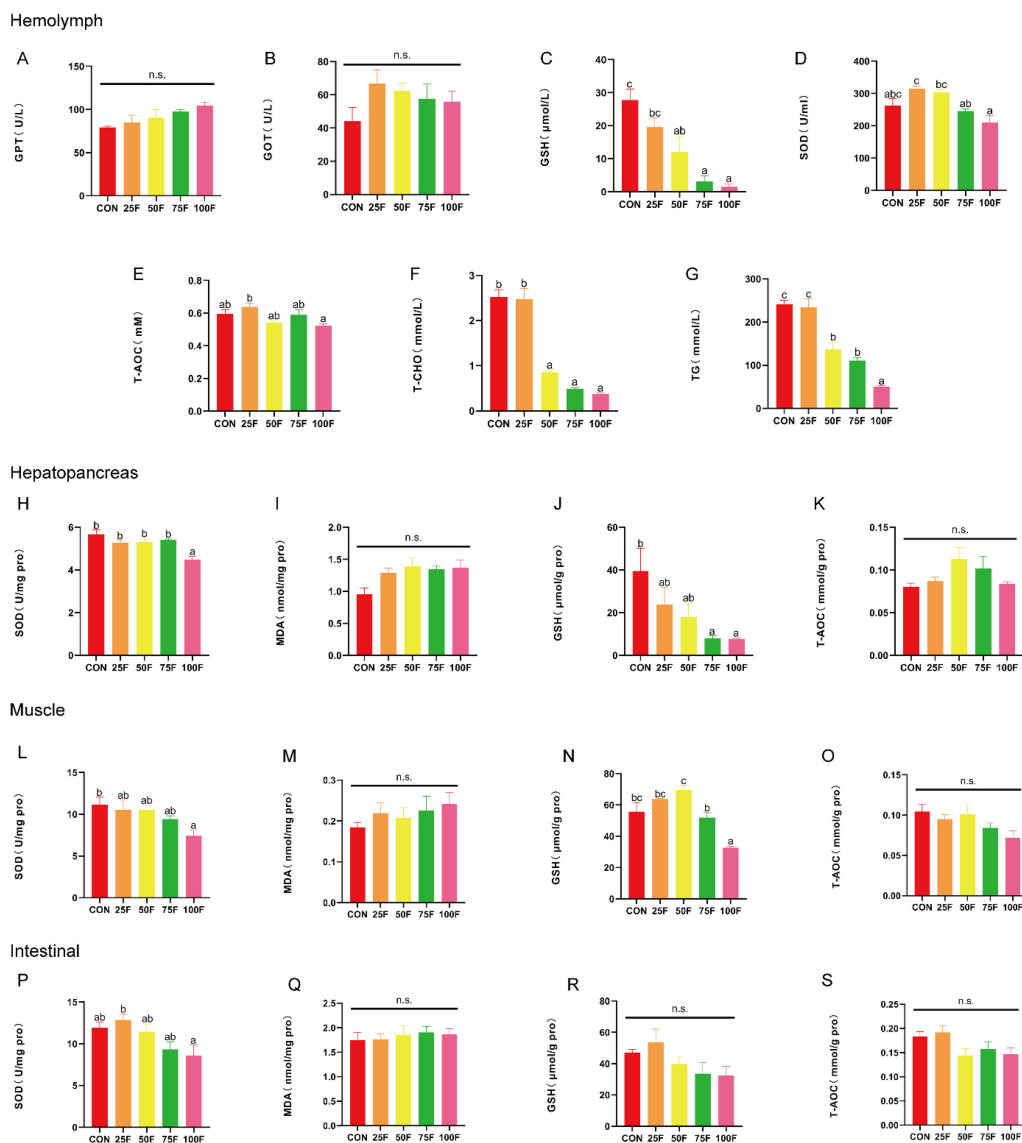 Hemolymph
A
GPT ( U/L )
150
100
50
0
n.s.
CON 25F 50F 75F 100F
B
GOT ( U/L )
80
60
40
20
0
n.s.
CON 25F 50F 75F 100F
C
GSH ( μmol/L )
40
30
20
10
0
c bc ab a a
CON 25F 50F 75F 100F
D
SOD ( U/ml )
400
300
200
100
0
abc c bc ab a
CON 25F 50F 75F 100F
E
T-AOC ( mM )
0.8
0.6
0.4
0.2
0.0
ab b ab ab a
CON 25F 50F 75F 100F
F
T-CHO ( mmol/L )
3
2
1
0
b b a a a
CON 25F 50F 75F 100F
G
TG ( mmol/L )
300
200
100
0
c c b b a
CON 25F 50F 75F 100F
Hepatopancreas
H
SOD ( U/mg pro )
6
4
2
0
b b b b a
CON 25F 50F 75F 100F
I
MDA ( nmol/mg pro )
2.0
1.5
1.0
0.5
0.0
n.s.
CON 25F 50F 75F 100F
J
GSH ( μmol/g pro )
60
40
20
0
b ab ab a a
CON 25F 50F 75F 100F
K
T-AOC ( mmol/g pro )
0.15
0.10
0.05
0.00
n.s.
CON 25F 50F 75F 100F
Muscle
L
SOD ( U/mg pro )
15
10
5
0
b ab ab ab a
CON 25F 50F 75F 100F
M
MDA ( nmol/mg pro )
0.3
0.2
0.1
0.0
n.s.
CON 25F 50F 75F 100F
N
GSH ( μmol/g pro )
80
60
40
20
0
bc c b a
CON 25F 50F 75F 100F
O
T-AOC ( mmol/g pro )
0.15
0.10
0.05
0.00
n.s.
CON 25F 50F 75F 100F
Intestinal
P
SOD ( U/mg pro )
15
10
5
0
ab b ab ab a
CON 25F 50F 75F 100F
Q
MDA ( nmol/mg pro )
2.5
2.0
1.5
1.0
0.5
0.0
n.s.
CON 25F 50F 75F 100F
R
GSH ( μmol/g pro )
80
60
40
20
0
n.s.
CON 25F 50F 75F 100F
S
T-AOC ( mmol/g pro )
0.25
0.20
0.15
0.10
0.05
0.00
n.s.
CON 25F 50F 75F 100F